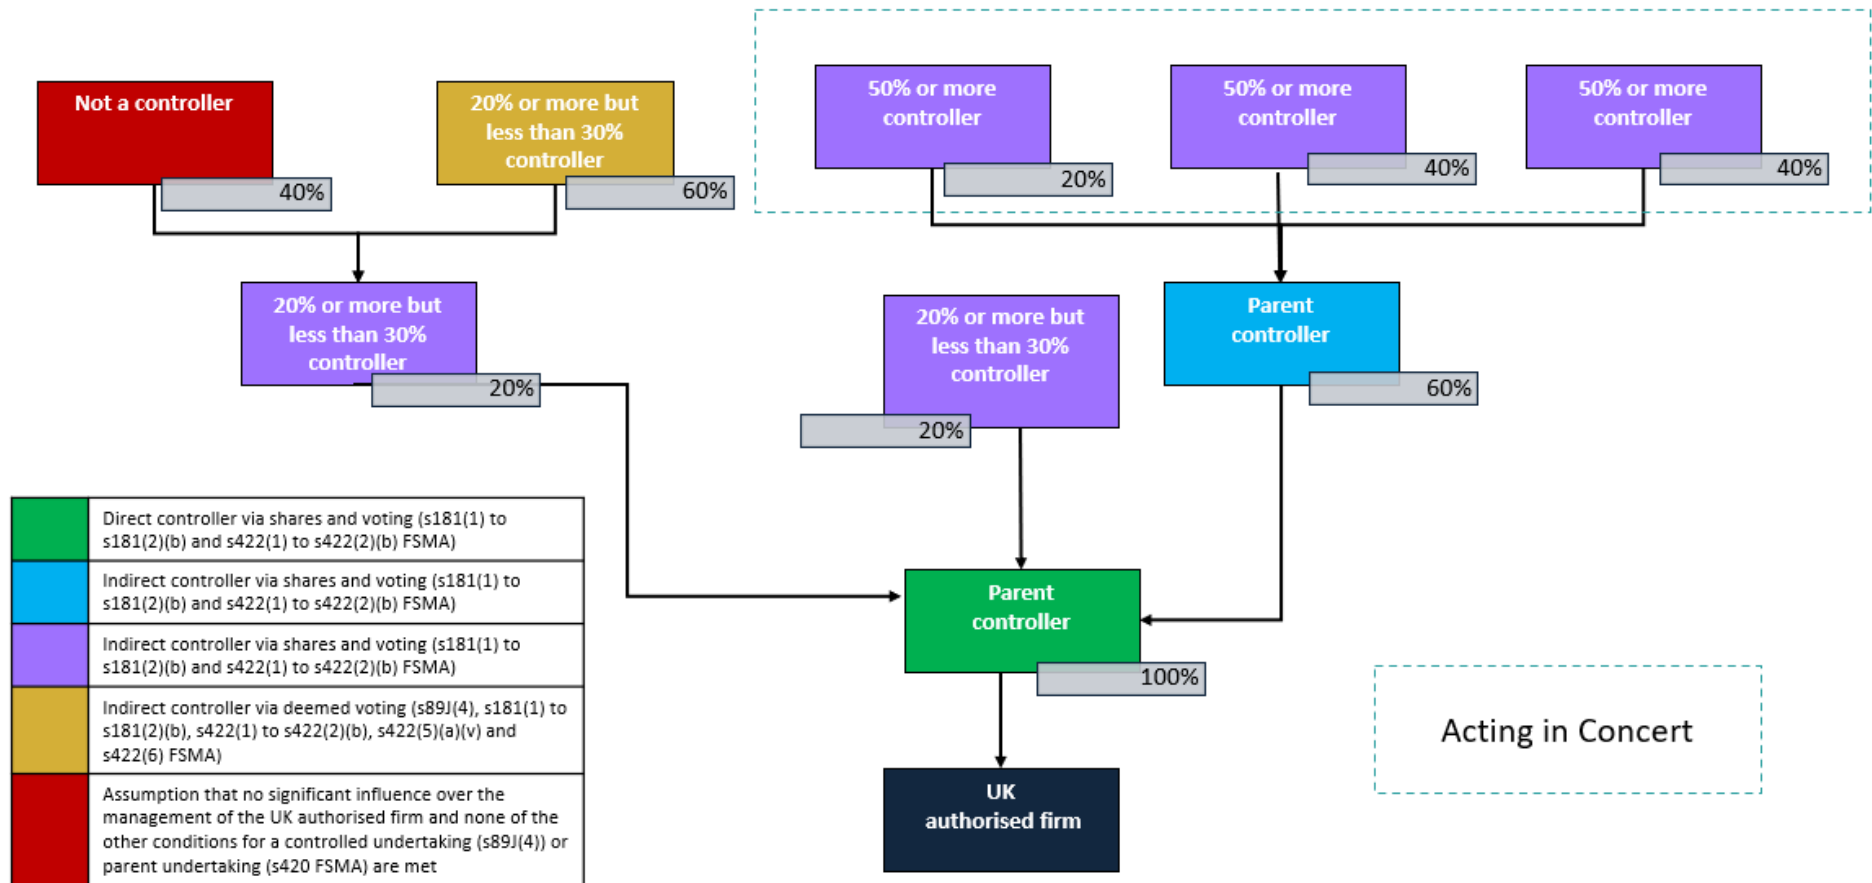 Not a controller
40%
20% or more but
less than 30%
controller
60%
50% or more
controller
20%
50% or more
controller
40%
50% or more
controller
40%
20% or more but
less than 30%
controller
20%
20% or more but
less than 30%
controller
20%
Parent
controller
60%
Parent
controller
100%
UK
authorised firm
Direct controller via shares and voting (s181(1) to
s181(2)(b) and s422(1) to s422(2)(b) FSMA)
Indirect controller via shares and voting (s181(1) to
s181(2)(b) and s422(1) to s422(2)(b) FSMA)
Indirect controller via shares and voting (s181(1) to
s181(2)(b) and s422(1) to s422(2)(b) FSMA)
Indirect controller via deemed voting (s89J(4), s181(1) to
s181(2)(b), s422(1) to s422(2)(b), s422(5)(a)(v) and
s422(6) FSMA)
Assumption that no significant influence over the
management of the UK authorised firm and none of the
other conditions for a controlled undertaking (s89J(4)) or
parent undertaking (s420 FSMA) are met
Acting in Concert